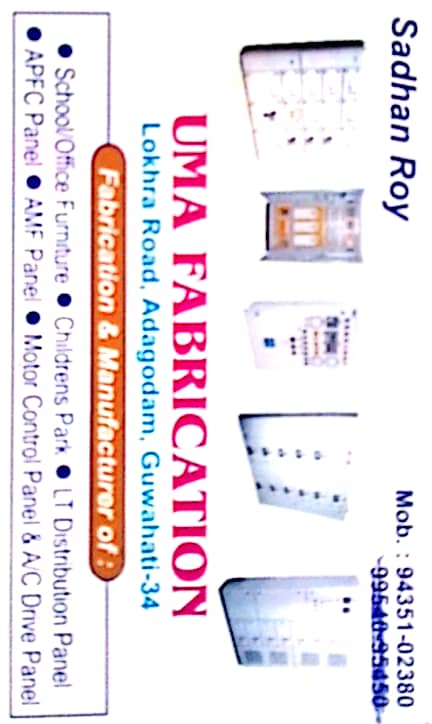 Sadhan Roy
Mob. : 94351-02380
99540-95450
UMA FABRICATION
Lokhra Road, Adagodam, Guwahati-34
Fabrication & Manufacturer of :
● School/Office Furniture ● Childrens Park ● LT Distribution Panel
● APFC Panel ● AMF Panel ● Motor Control Panel & A/C Drive Panel